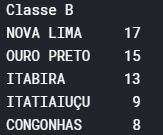 Classe B
NOVA LIMA 17
OURO PRETO 15
ITABIRA 13
ITATIAIUÇU 9
CONGONHAS 8